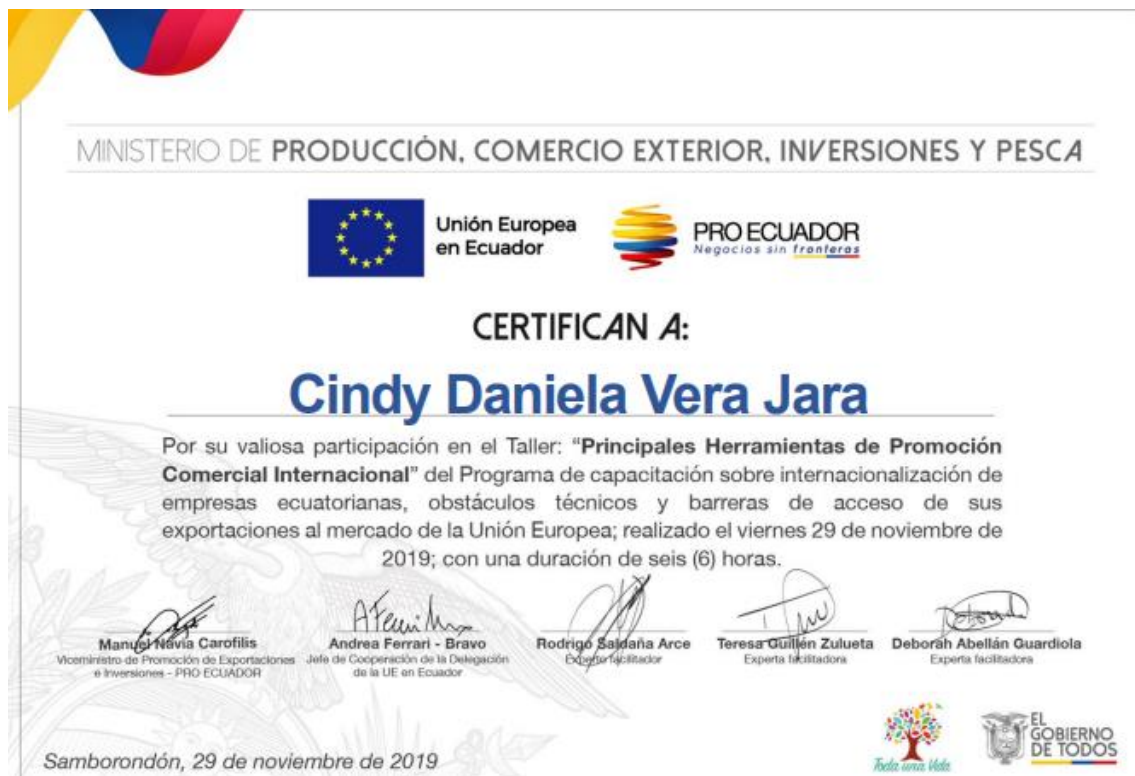 MINISTERIO DE PRODUCCIÓN, COMERCIO EXTERIOR, INVERSIONES Y PESCA
Unión Europea
en Ecuador
PRO ECUADOR
Negocios sin fronteras
CERTIFICAN A:
Cindy Daniela Vera Jara
Por su valiosa participación en el Taller: “Principales Herramientas de Promoción
Comercial Internacional” del Programa de capacitación sobre internacionalización de
empresas ecuatorianas, obstáculos técnicos y barreras de acceso de sus
exportaciones al mercado de la Unión Europea; realizado el viernes 29 de noviembre de
2019; con una duración de seis (6) horas.
Manuel Navia Carofilis
Viceministro de Promoción de Exportaciones
e Inversiones - PRO ECUADOR
Andrea Ferrari - Bravo
Jefe de Cooperación de la Delegación
de la UE en Ecuador
Rodrigo Saldaña Arce
Experto facilitador
Teresa Guillén Zulueta
Experta facilitadora
Deborah Abellán Guardiola
Experta facilitadora
Samborondón, 29 de noviembre de 2019
Toda una Vida
EL
GOBIERNO
DE TODOS